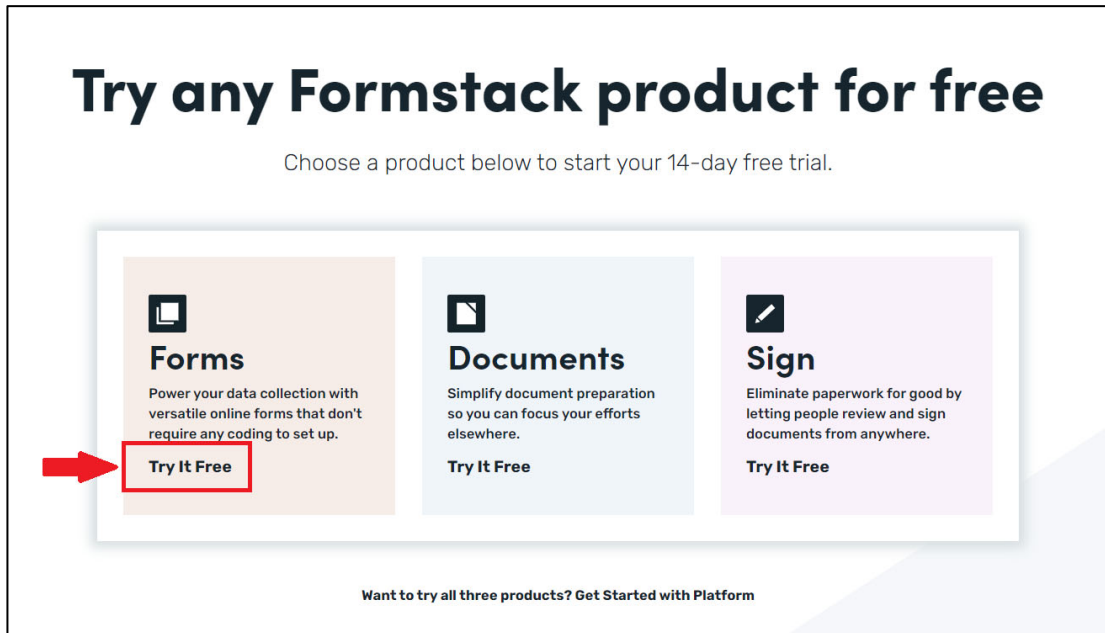 Try any Formstack product for free
Choose a product below to start your 14-day free trial.
Forms
Power your data collection with
versatile online forms that don't
require any coding to set up.
Try It Free
Documents
Simplify document preparation
so you can focus your efforts
elsewhere.
Try It Free
Sign
Eliminate paperwork for good by
letting people review and sign
documents from anywhere.
Try It Free
Want to try all three products? Get Started with Platform